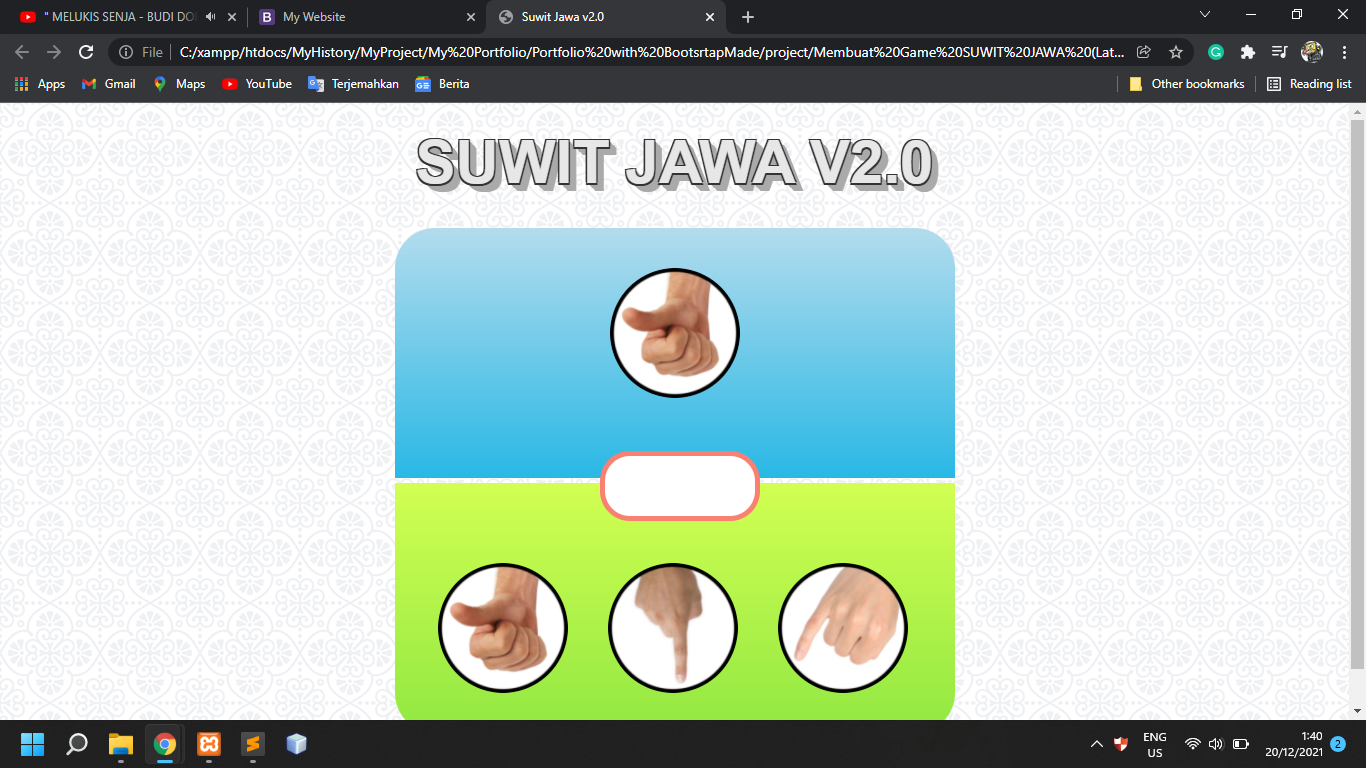 " MELUKIS SENJA - BUDI DO
My Website
Suwit Jawa v2.0
File
C:/xampp/htdocs/MyHistory/MyProject/My%20Portfolio/Portfolio%20with%20BootsrtapMade/project/Membuat%20Game%20SUWIT%20JAWA%20(Lat...
Apps
Gmail
Maps
YouTube
Terjemahkan
Berita
Other bookmarks
Reading list
SUWIT JAWA V2.0
ENG
US
1:40
20/12/2021
2